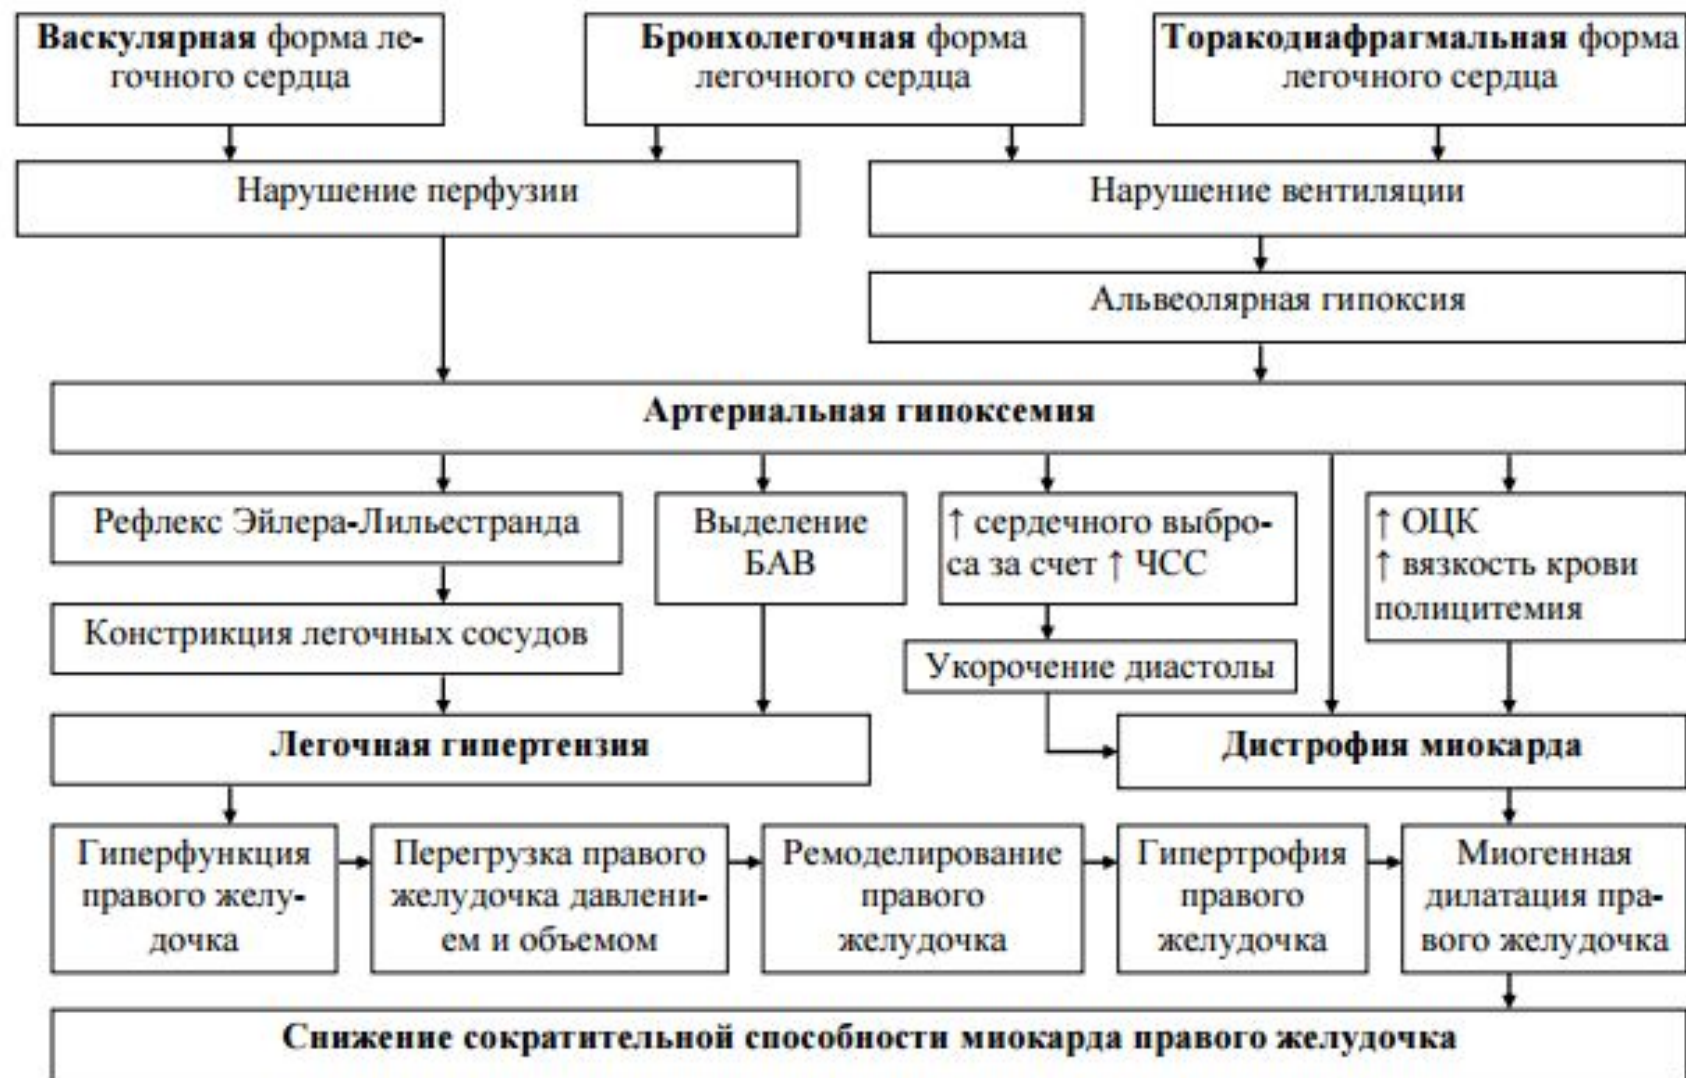 Васкулярная форма ле-
гочного сердца
Бронхолегочная форма
легочного сердца
Торакодиафрагмальная форма
легочного сердца
Нарушение перфузии
Нарушение вентиляции
Альвеолярная гипоксия
Артериальная гипоксемия
Рефлекс Эйлера-Лильестранда
Выделение
БАВ
↑ сердечного выбро-
са за счет ↑ ЧСС
↑ ОЦК
↑ вязкость крови
полицитемия
Констрикция легочных сосудов
Укорочение диастолы
Легочная гипертензия
Дистрофия миокарда
Гиперфункция
правого желу-
дочка
Перегрузка правого
желудочка давлени-
ем и объемом
Ремоделирование
правого
желудочка
Гипертрофия
правого
желудочка
Миогенная
дилатация пра-
вого желудочка
Снижение сократительной способности миокарда правого желудочка